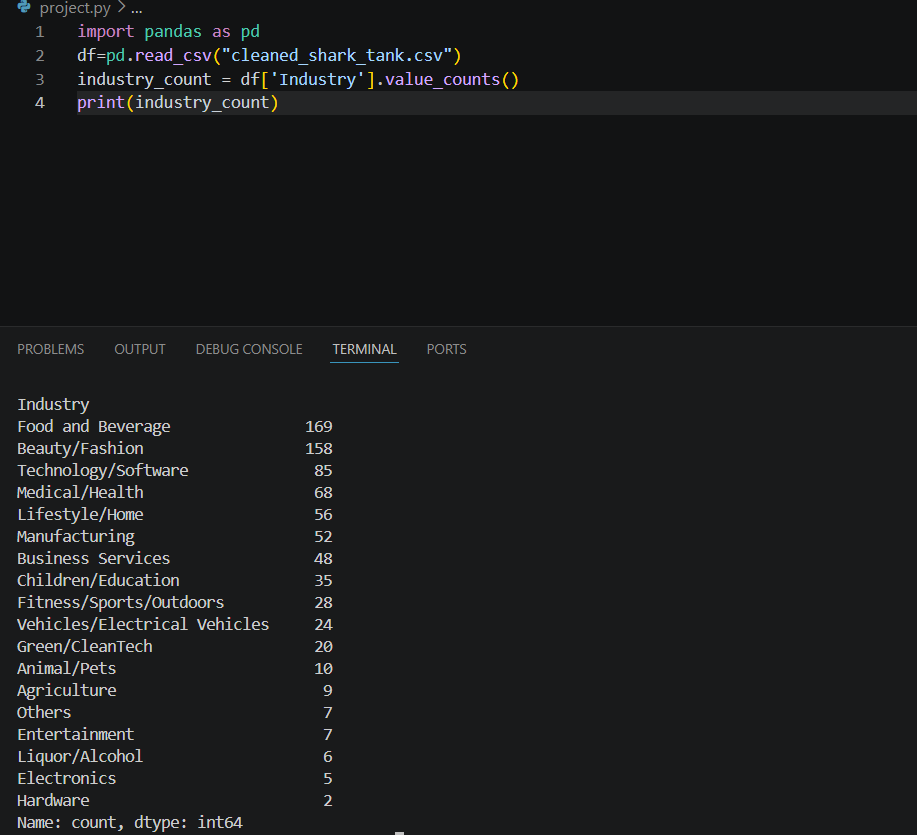 project.py > ...
1 import pandas as pd
2 df=pd.read_csv("cleaned_shark_tank.csv")
3 industry_count = df['Industry'].value_counts()
4 print(industry_count)
PROBLEMS OUTPUT DEBUG CONSOLE TERMINAL PORTS
Industry
Food and Beverage 169
Beauty/Fashion 158
Technology/Software 85
Medical/Health 68
Lifestyle/Home 56
Manufacturing 52
Business Services 48
Children/Education 35
Fitness/Sports/Outdoors 28
Vehicles/Electrical Vehicles 24
Green/CleanTech 20
Animal/Pets 10
Agriculture 9
Others 7
Entertainment 7
Liquor/Alcohol 6
Electronics 5
Hardware 2
Name: count, dtype: int64